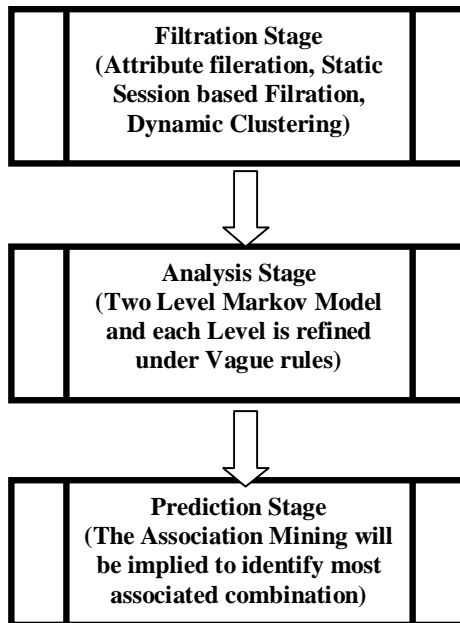 Filtration Stage
(Attribute fileration, Static
Session based Filration,
Dynamic Clustering)
Analysis Stage
(Two Level Markov Model
and each Level is refined
under Vague rules)
Prediction Stage
(The Association Mining will
be implied to identify most
associated combination)